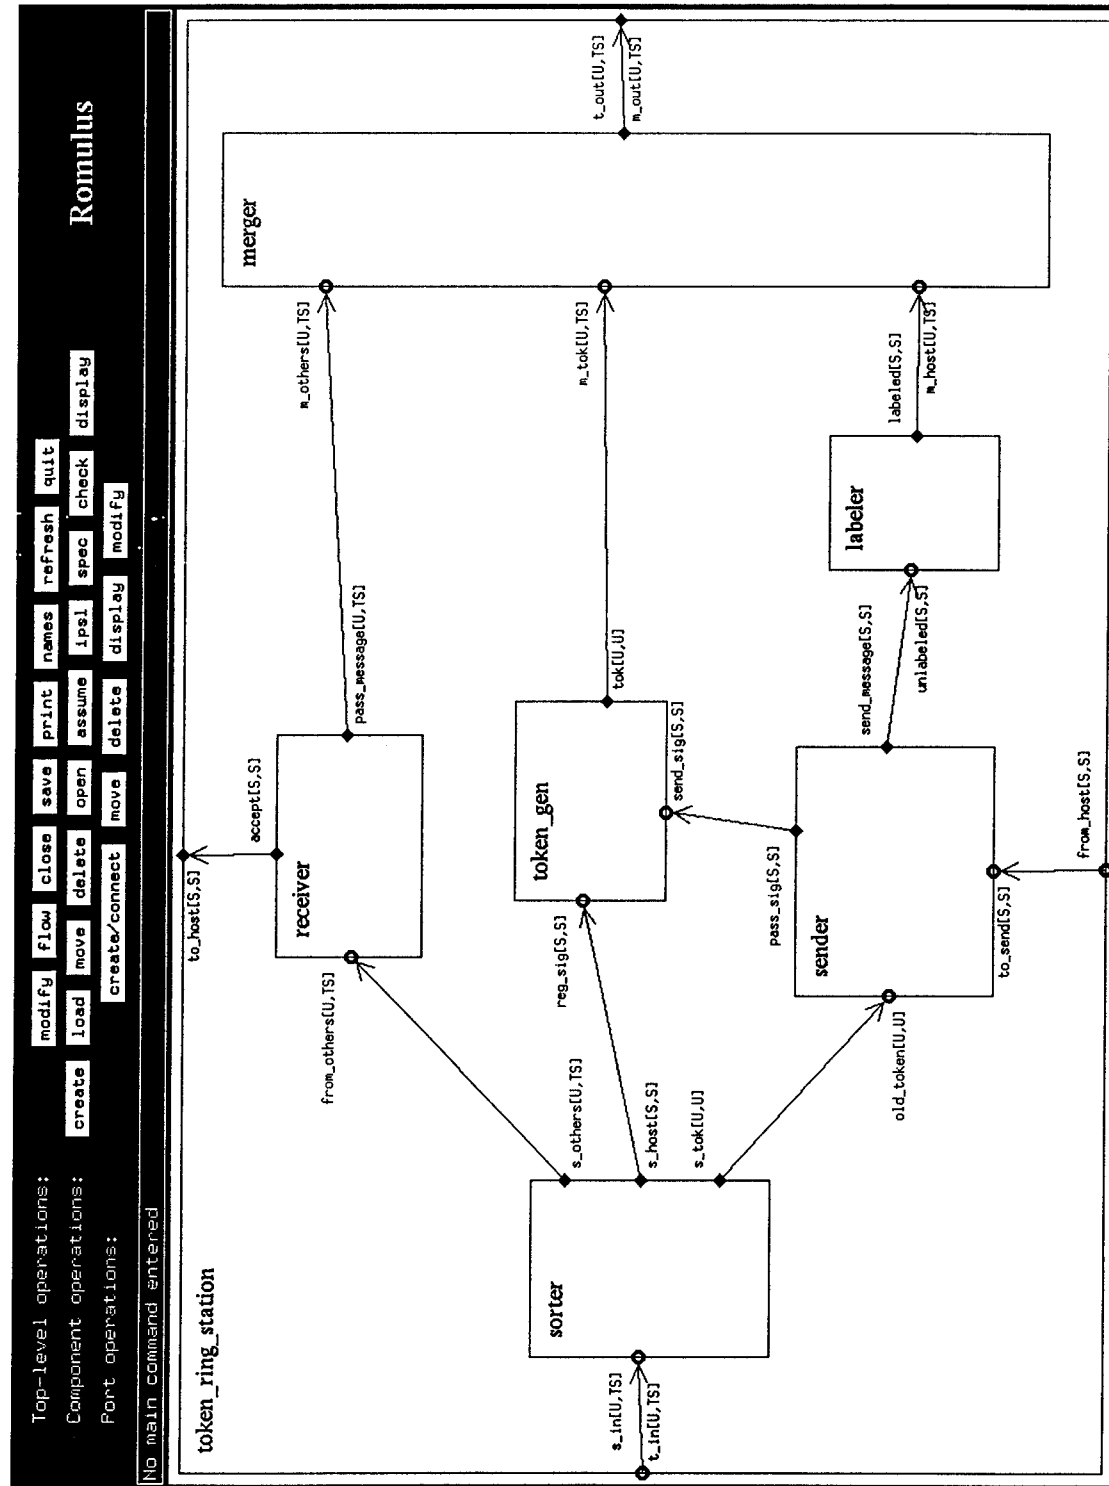 Romulus
Top-level operations: modify flow close save print names refresh quit
Component operations: create load move delete open assume ipsl spec check display
Port operations: create/connect move delete display modify
No main command entered
token_ring_station
to_host[S,S]
accept[S,S]
receiver
from_others[U,TS]
pass_message[U,TS]
m_others[U,TS]
merger
t_out[U,TS]
m_out[U,TS]
sorter
s_in[U,TS]
t_in[U,TS]
s_others[U,TS]
s_host[S,S]
s_tok[U,U]
reg_sig[S,S]
token_gen
tok[U,U]
m_tok[U,TS]
send_sig[S,S]
pass_sig[S,S]
sender
old_token[U,U]
to_send[S,S]
from_host[S,S]
send_message[S,S]
unlabeled[S,S]
labeler
labeled[S,S]
m_host[U,TS]